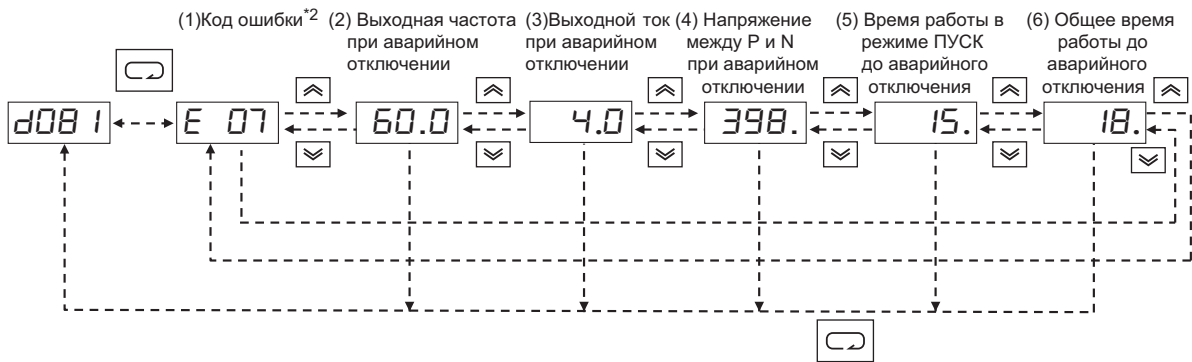 (1)Код ошибки*2
(2) Выходная частота
при аварийном
отключении
(3)Выходной ток
при аварийном
отключении
(4) Напряжение
между P и N
при аварийном
отключении
(5) Время работы в
режиме ПУСК
до аварийного
отключения
(6) Общее время
работы до
аварийного
отключения
d081
E 07
60.0
4.0
398.
15.
18.